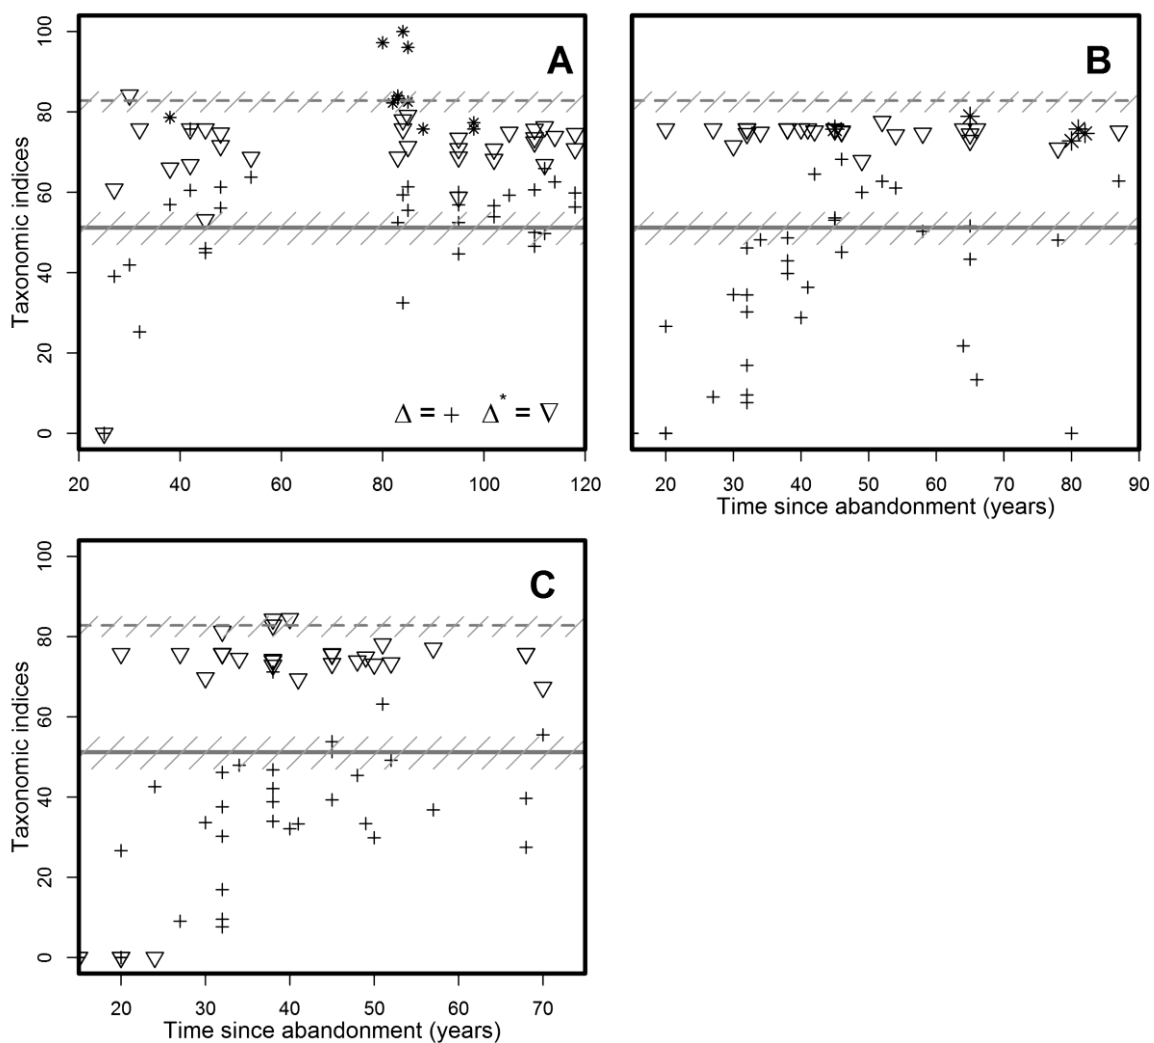 A
Taxonomic indices
100
80
60
40
20
0
Δ = + Δ* = ▽
20 40 60 80 100 120
B
20 30 40 50 60 70 80 90
Time since abandonment (years)
C
Taxonomic indices
100
80
60
40
20
0
20 30 40 50 60 70
Time since abandonment (years)